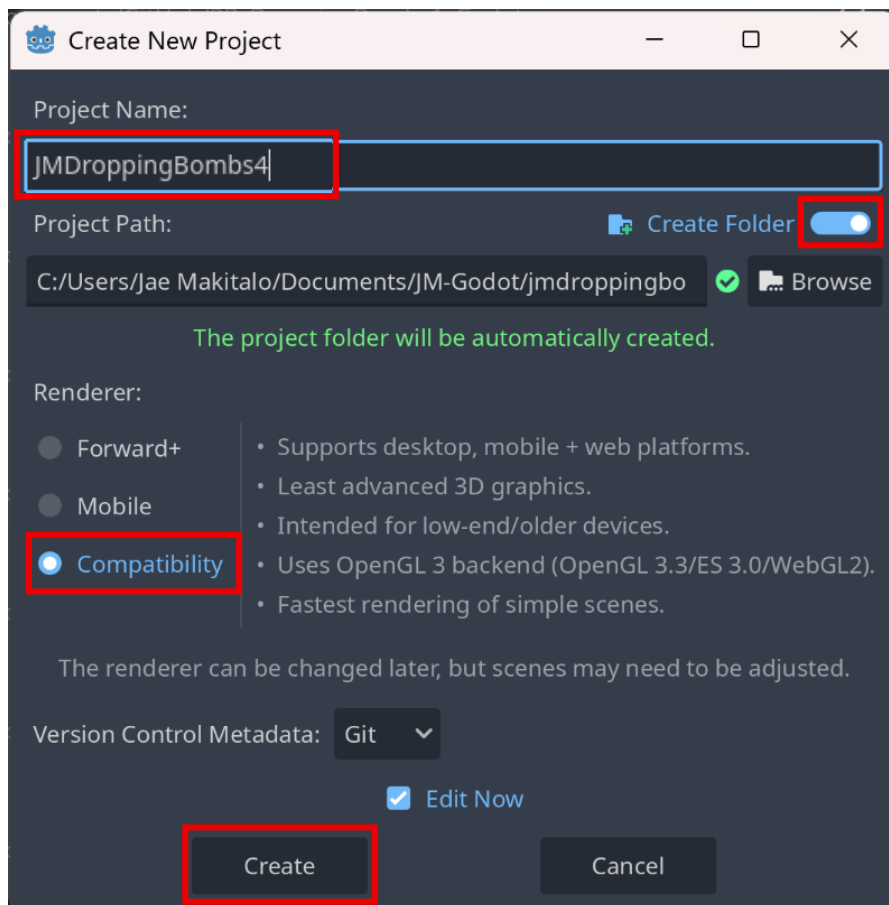 Create New Project
Project Name:
JMDroppingBombs4
Project Path:
Create Folder
C:/Users/Jae Makitalo/Documents/JM-Godot/jmdroppingbo
Browse
The project folder will be automatically created.
Renderer:
Forward+
Mobile
Compatibility
• Supports desktop, mobile + web platforms.
• Least advanced 3D graphics.
• Intended for low-end/older devices.
• Uses OpenGL 3 backend (OpenGL 3.3/ES 3.0/WebGL2).
• Fastest rendering of simple scenes.
The renderer can be changed later, but scenes may need to be adjusted.
Version Control Metadata: Git
Edit Now
Create
Cancel